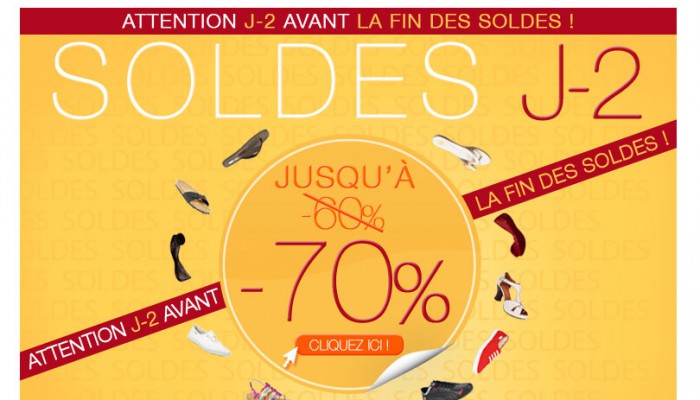 ATTENTION J-2 AVANT LA FIN DES SOLDES !
SOLDES J-2
LA FIN DES SOLDES !
JUSQU'À
-60%
-70%
ATTENTION J-2 AVANT
CLIQUEZ ICI !